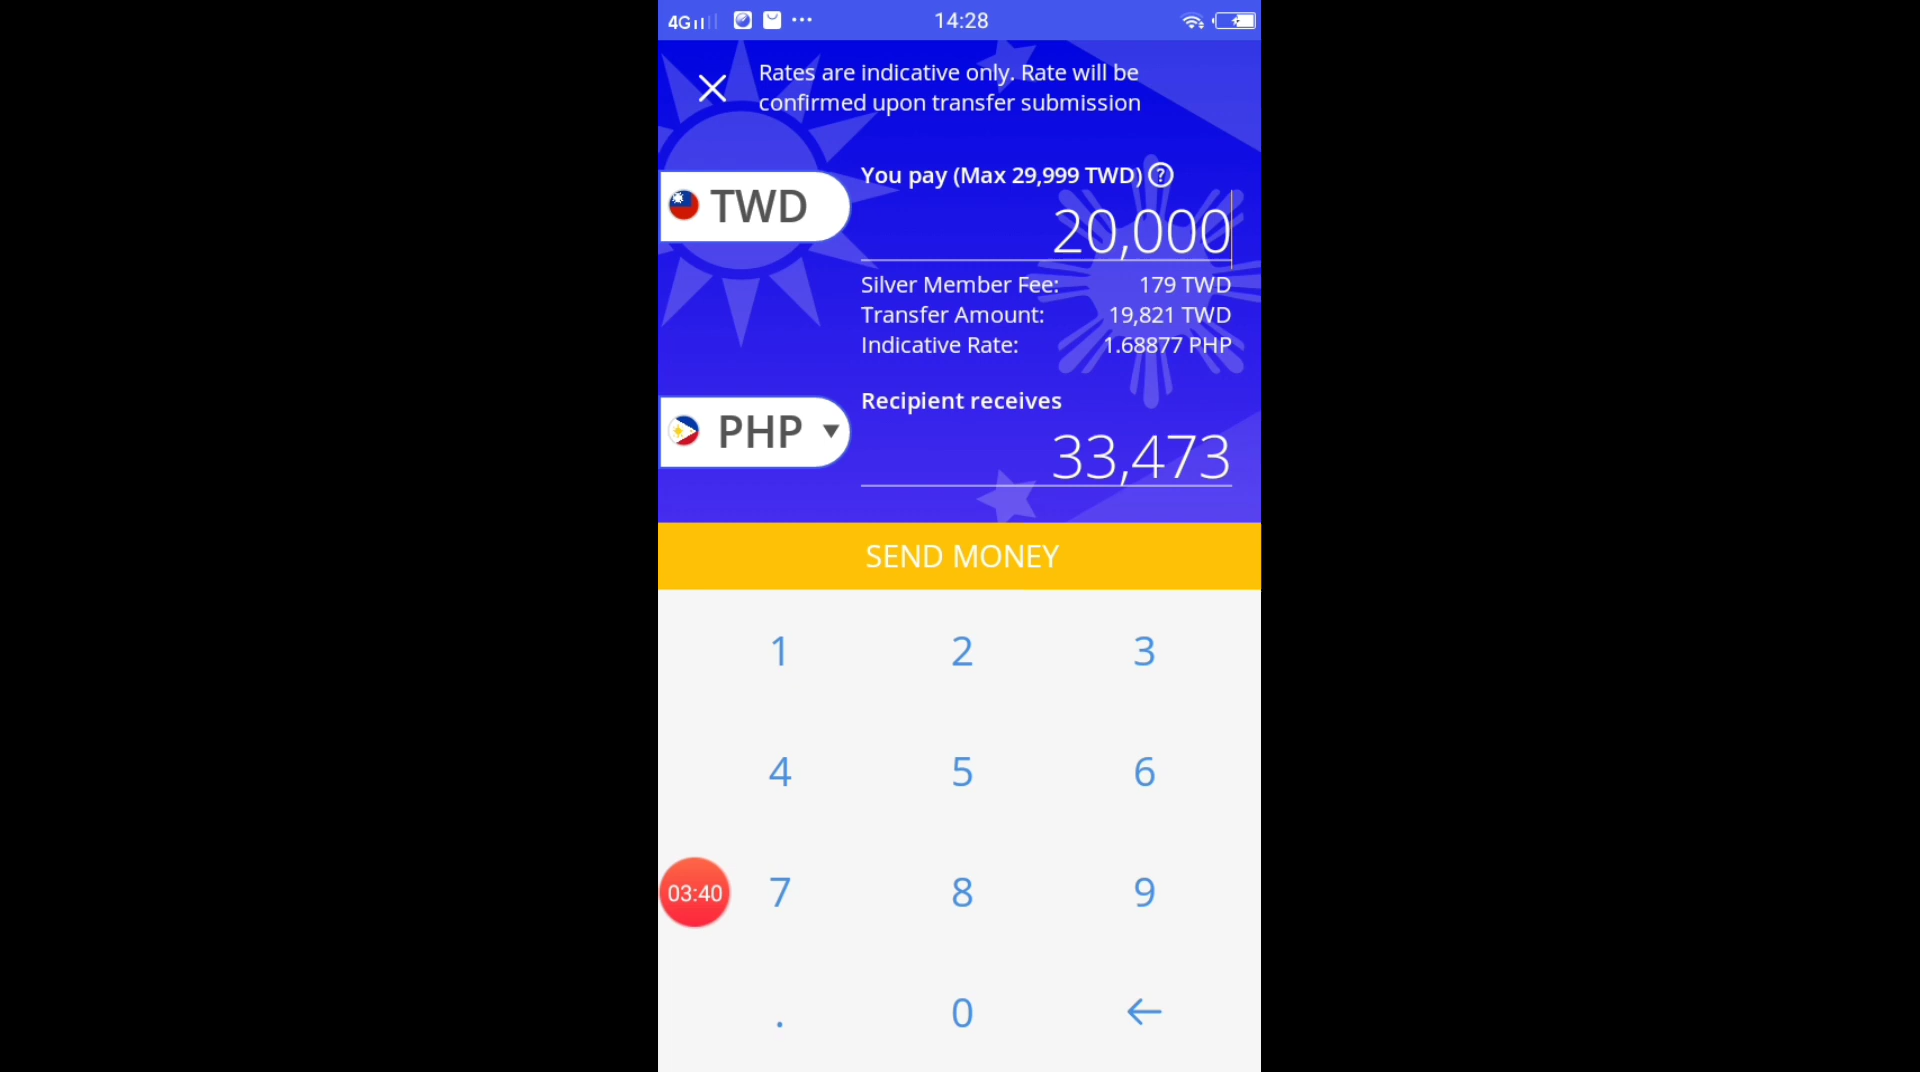 4G 14:28
Rates are indicative only. Rate will be
confirmed upon transfer submission
You pay (Max 29,999 TWD) ?
TWD
20,000
Silver Member Fee: 179 TWD
Transfer Amount: 19,821 TWD
Indicative Rate: 1.68877 PHP
Recipient receives
PHP
33,473
SEND MONEY
1 2 3
4 5 6
03:40 7 8 9
. 0